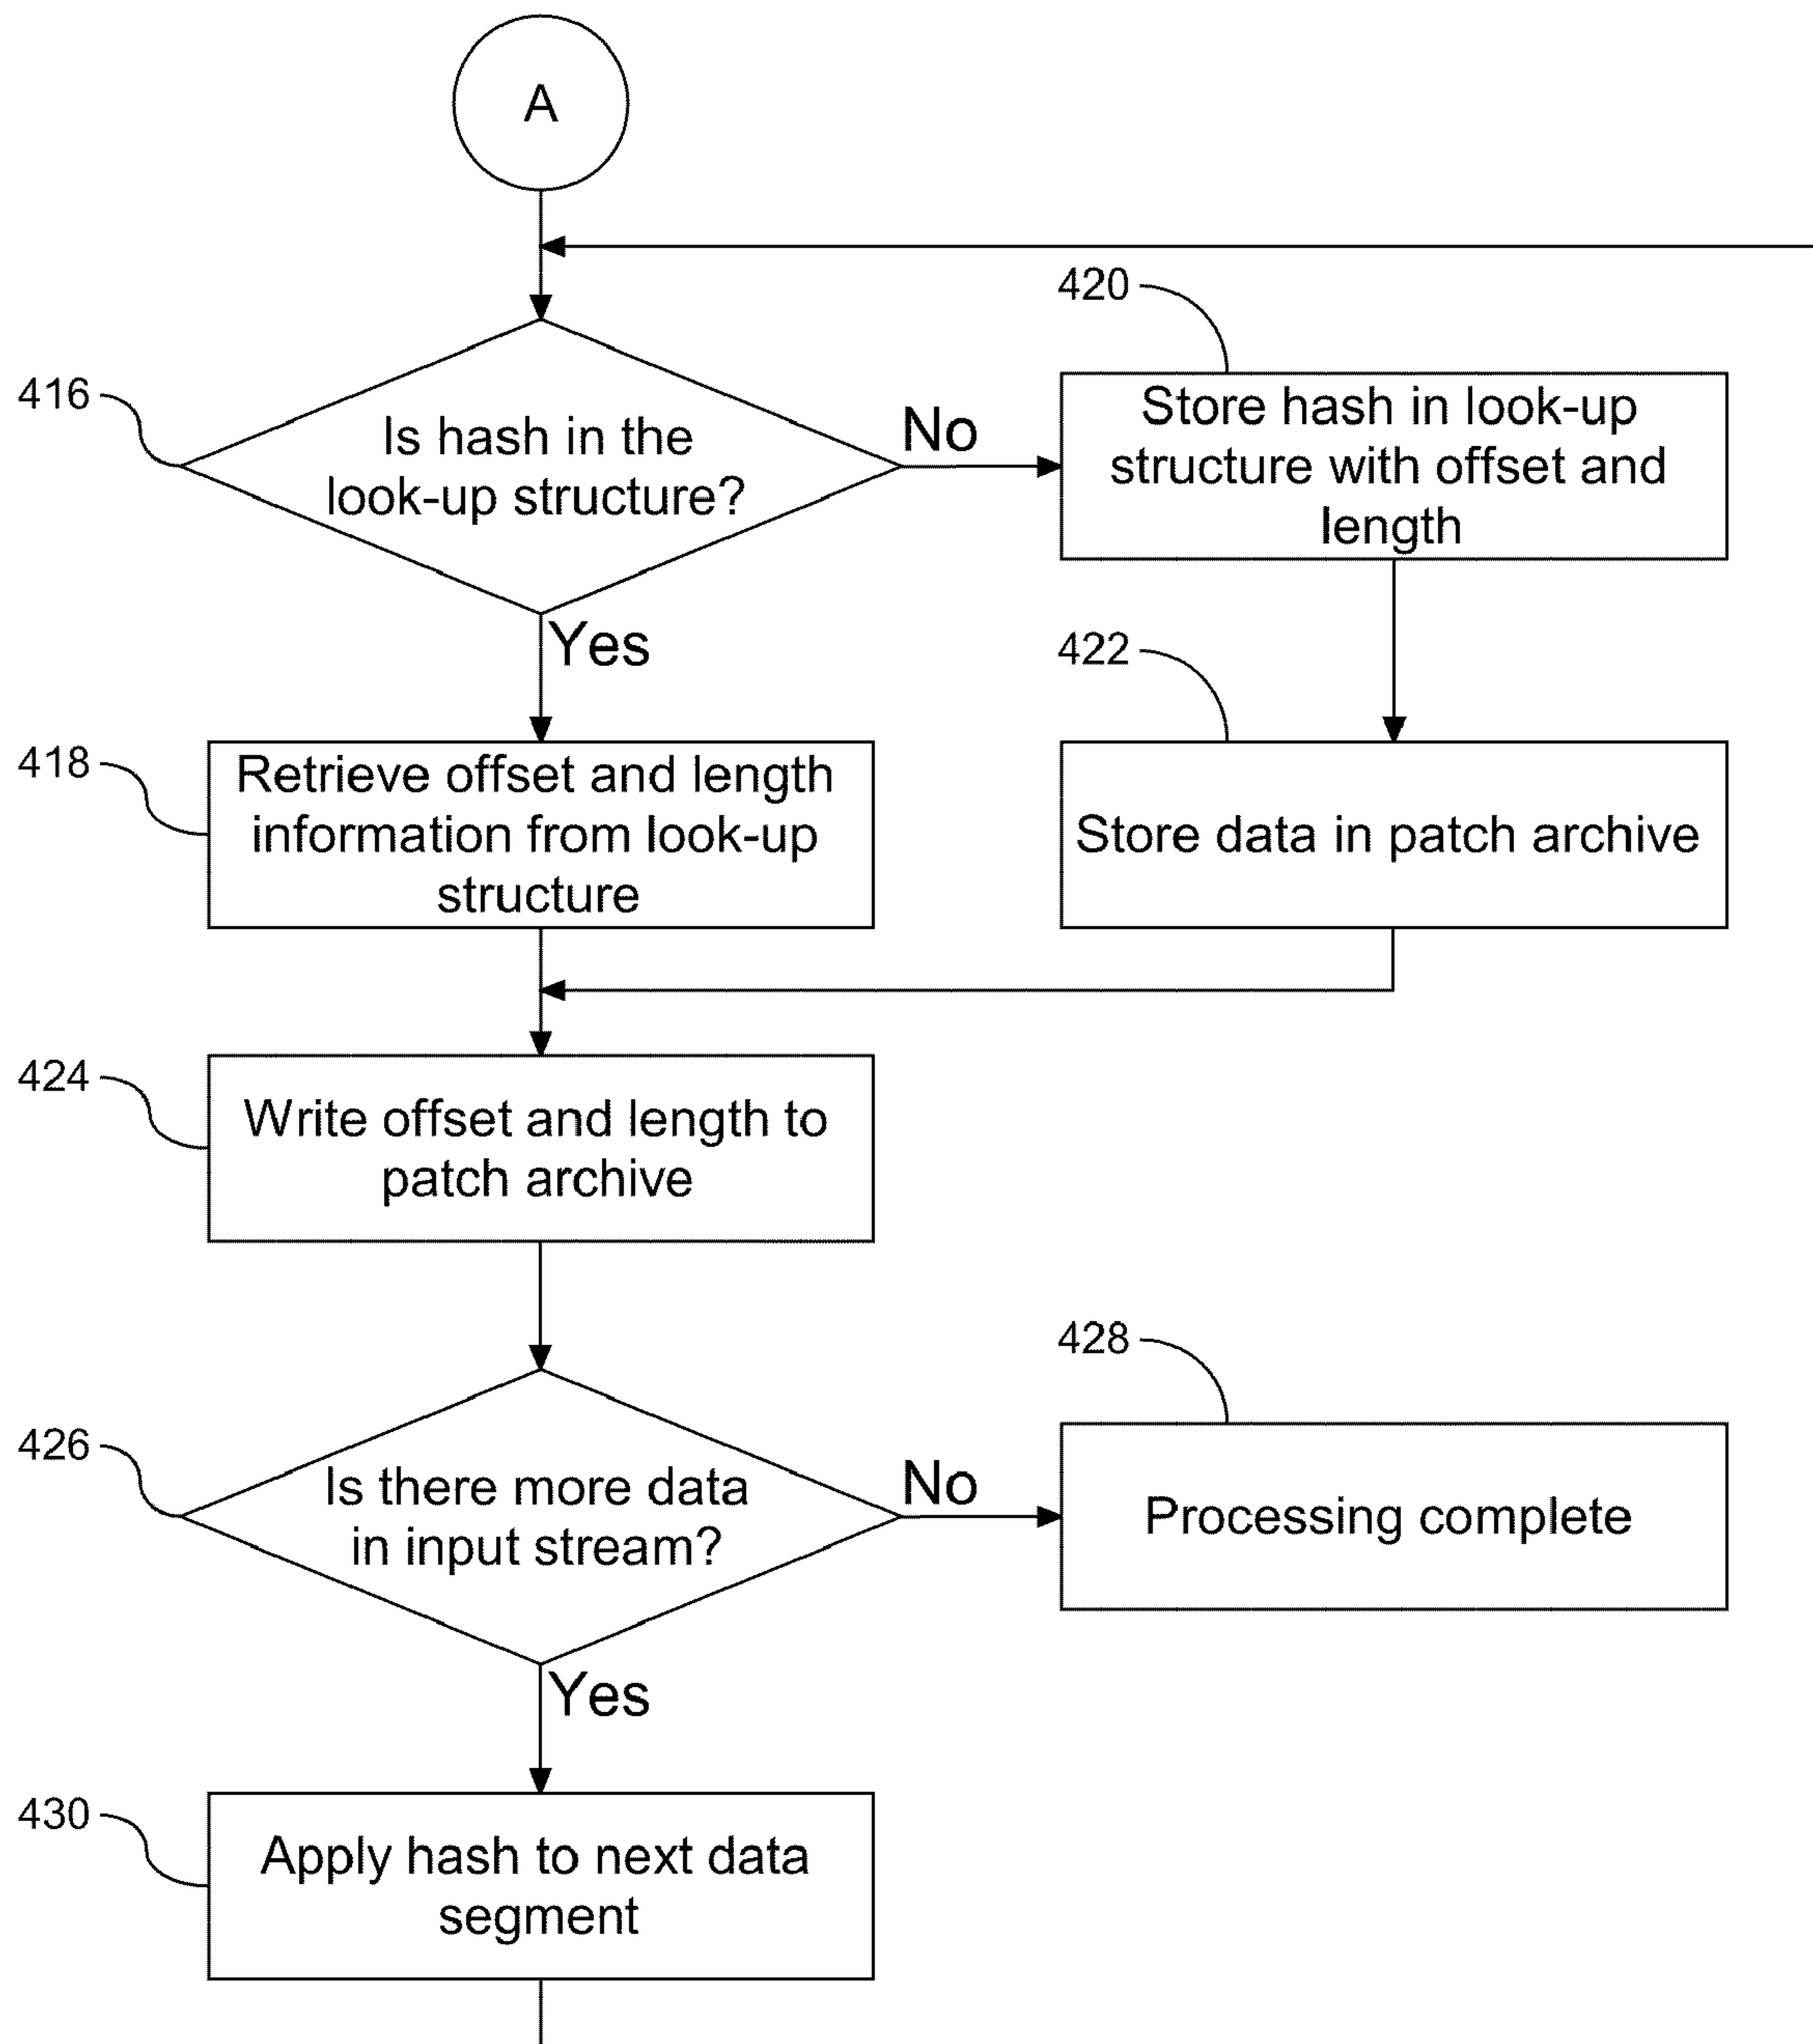 A
420
416
Is hash in the
look-up structure?
No
Store hash in look-up
structure with offset and
length
Yes
422
418
Retrieve offset and length
information from look-up
structure
Store data in patch archive
424
Write offset and length to
patch archive
428
426
Is there more data
in input stream?
No
Processing complete
Yes
430
Apply hash to next data
segment